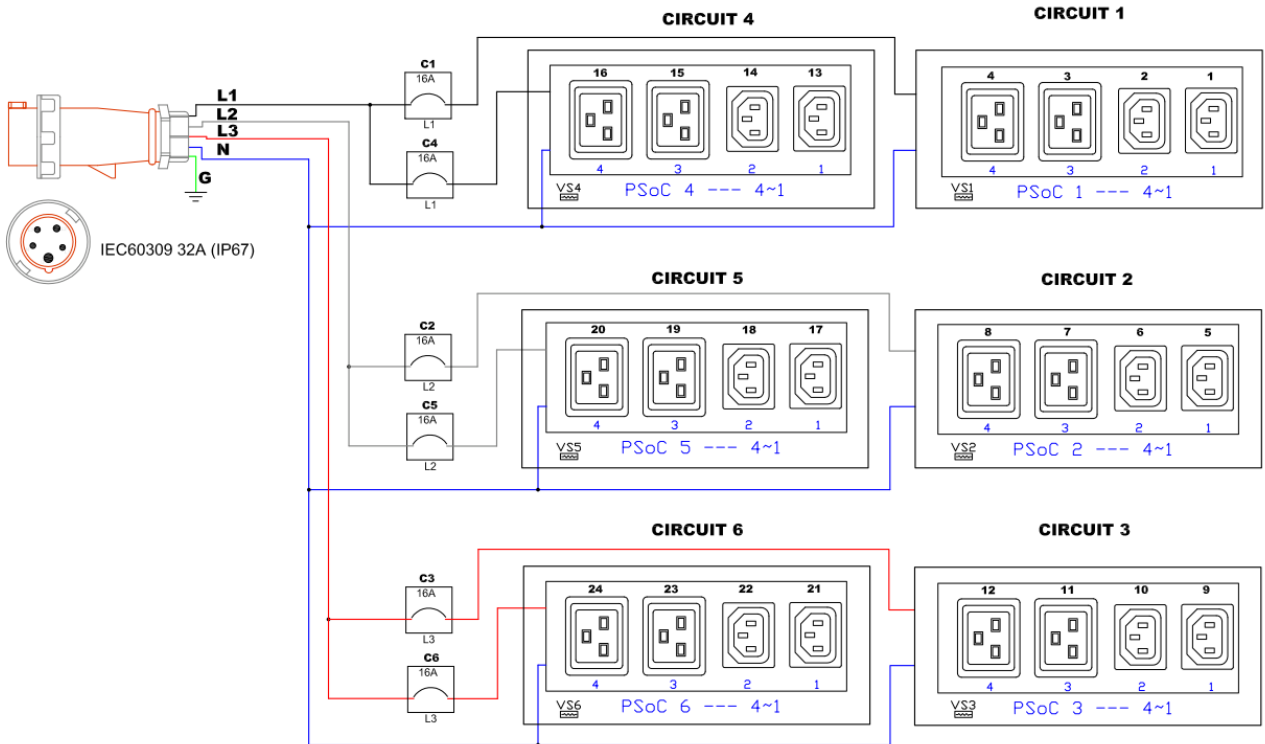 CIRCUIT 4
CIRCUIT 1
C1
16A
L1
C4
16A
L1
L1
L2
L3
N
G
IEC60309 32A (IP67)
16 15 14 13
4 3 2 1
VS4
PSoC 4 --- 4~1
4 3 2 1
4 3 2 1
VS1
PSoC 1 --- 4~1
CIRCUIT 5
CIRCUIT 2
C2
16A
L2
C5
16A
L2
20 19 18 17
4 3 2 1
VS5
PSoC 5 --- 4~1
8 7 6 5
4 3 2 1
VS2
PSoC 2 --- 4~1
CIRCUIT 6
CIRCUIT 3
C3
16A
L3
C6
16A
L3
24 23 22 21
4 3 2 1
VS6
PSoC 6 --- 4~1
12 11 10 9
4 3 2 1
VS3
PSoC 3 --- 4~1